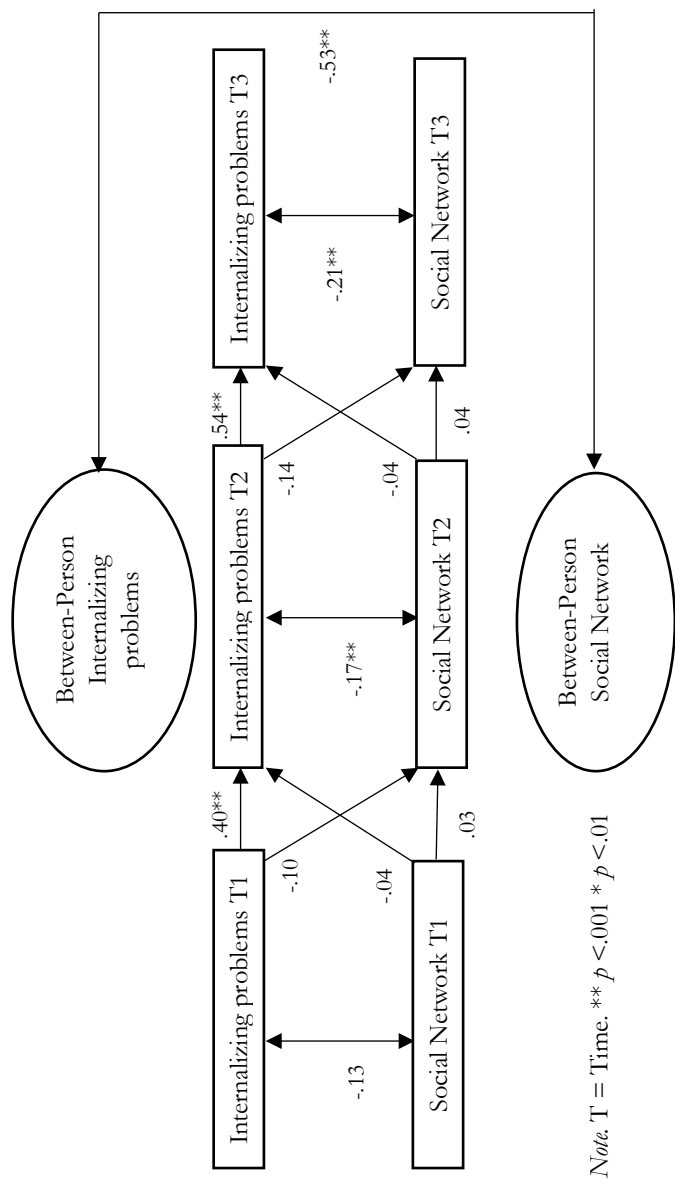 Between-Person
Internalizing
problems
-.53**
Internalizing problems T1
.40**
Internalizing problems T2
.54**
Internalizing problems T3
-.10
-.14
-.13
-.17**
-.21**
-.04
-.04
Social Network T1
.03
Social Network T2
.04
Social Network T3
Between-Person
Social Network
Note. T = Time. ** p <.001 * p <.01